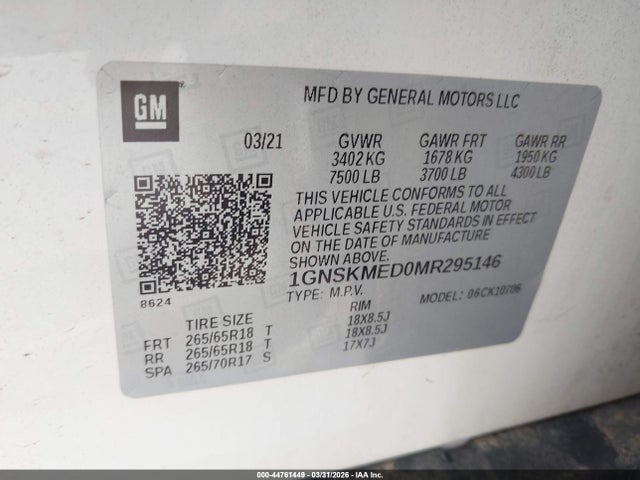 GM
MFD BY GENERAL MOTORS LLC
03/21 GVWR GAWR FRT GAWR RR
3402 KG 1678 KG 1950 KG
7500 LB 3700 LB 4300 LB
THIS VEHICLE CONFORMS TO ALL
APPLICABLE U.S. FEDERAL MOTOR
VEHICLE SAFETY STANDARDS IN EFFECT
ON THE DATE OF MANUFACTURE
SHOWN ABOVE.
1GNSKMED0MR295146
8624
TYPE: M.P.V. MODEL: 06CK10706
TIRE SIZE RIM
FRT 265/65R18 T 18X8.5J
RR 265/65R18 T 18X8.5J
SPA 265/70R17 S 17X7J
000-44761449 - 03/31/2026 - IAAI.COM